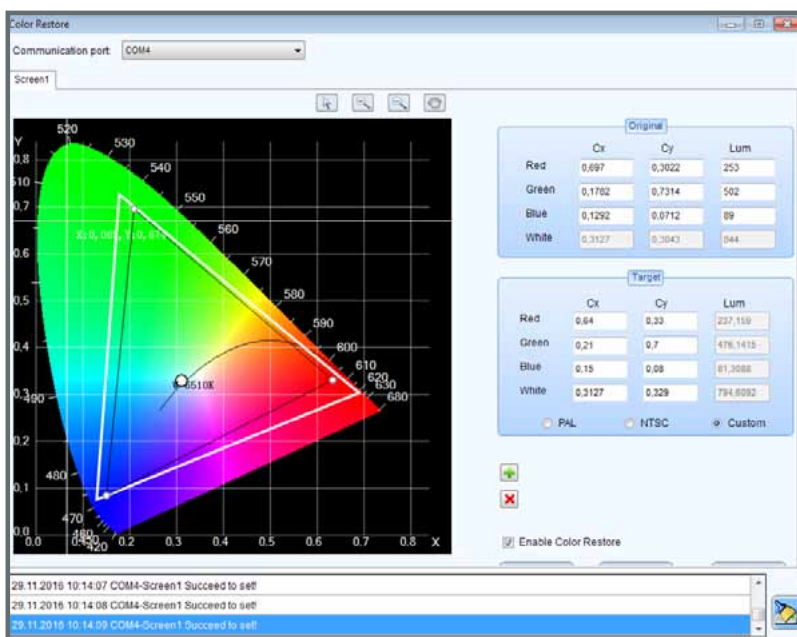 Color Restore
Communication port COM4
Screen1
Y
520
530
540
550
560
570
580
590
600
610
620
630
680
510
490
480
470
460
450
420
0.8
0.7
0.6
0.5
0.4
0.3
0.2
0.1
0.0
0.0 0.1 0.2 0.3 0.4 0.5 0.6 0.7 0.8 X
6510K
Original
Cx Cy Lum
Red 0,697 0,3022 253
Green 0,1782 0,7314 502
Blue 0,1292 0,0712 89
White 0,3127 0,3043 844
Target
Cx Cy Lum
Red 0,64 0,33 237,159
Green 0,21 0,7 476,1415
Blue 0,15 0,08 81,3088
White 0,3127 0,329 794,6092
PAL NTSC Custom
Enable Color Restore
29.11.2016 10:14:07 COM4-Screen1 Succeed to set!
29.11.2016 10:14:08 COM4-Screen1 Succeed to set!
29.11.2016 10:14:09 COM4-Screen1 Succeed to set!